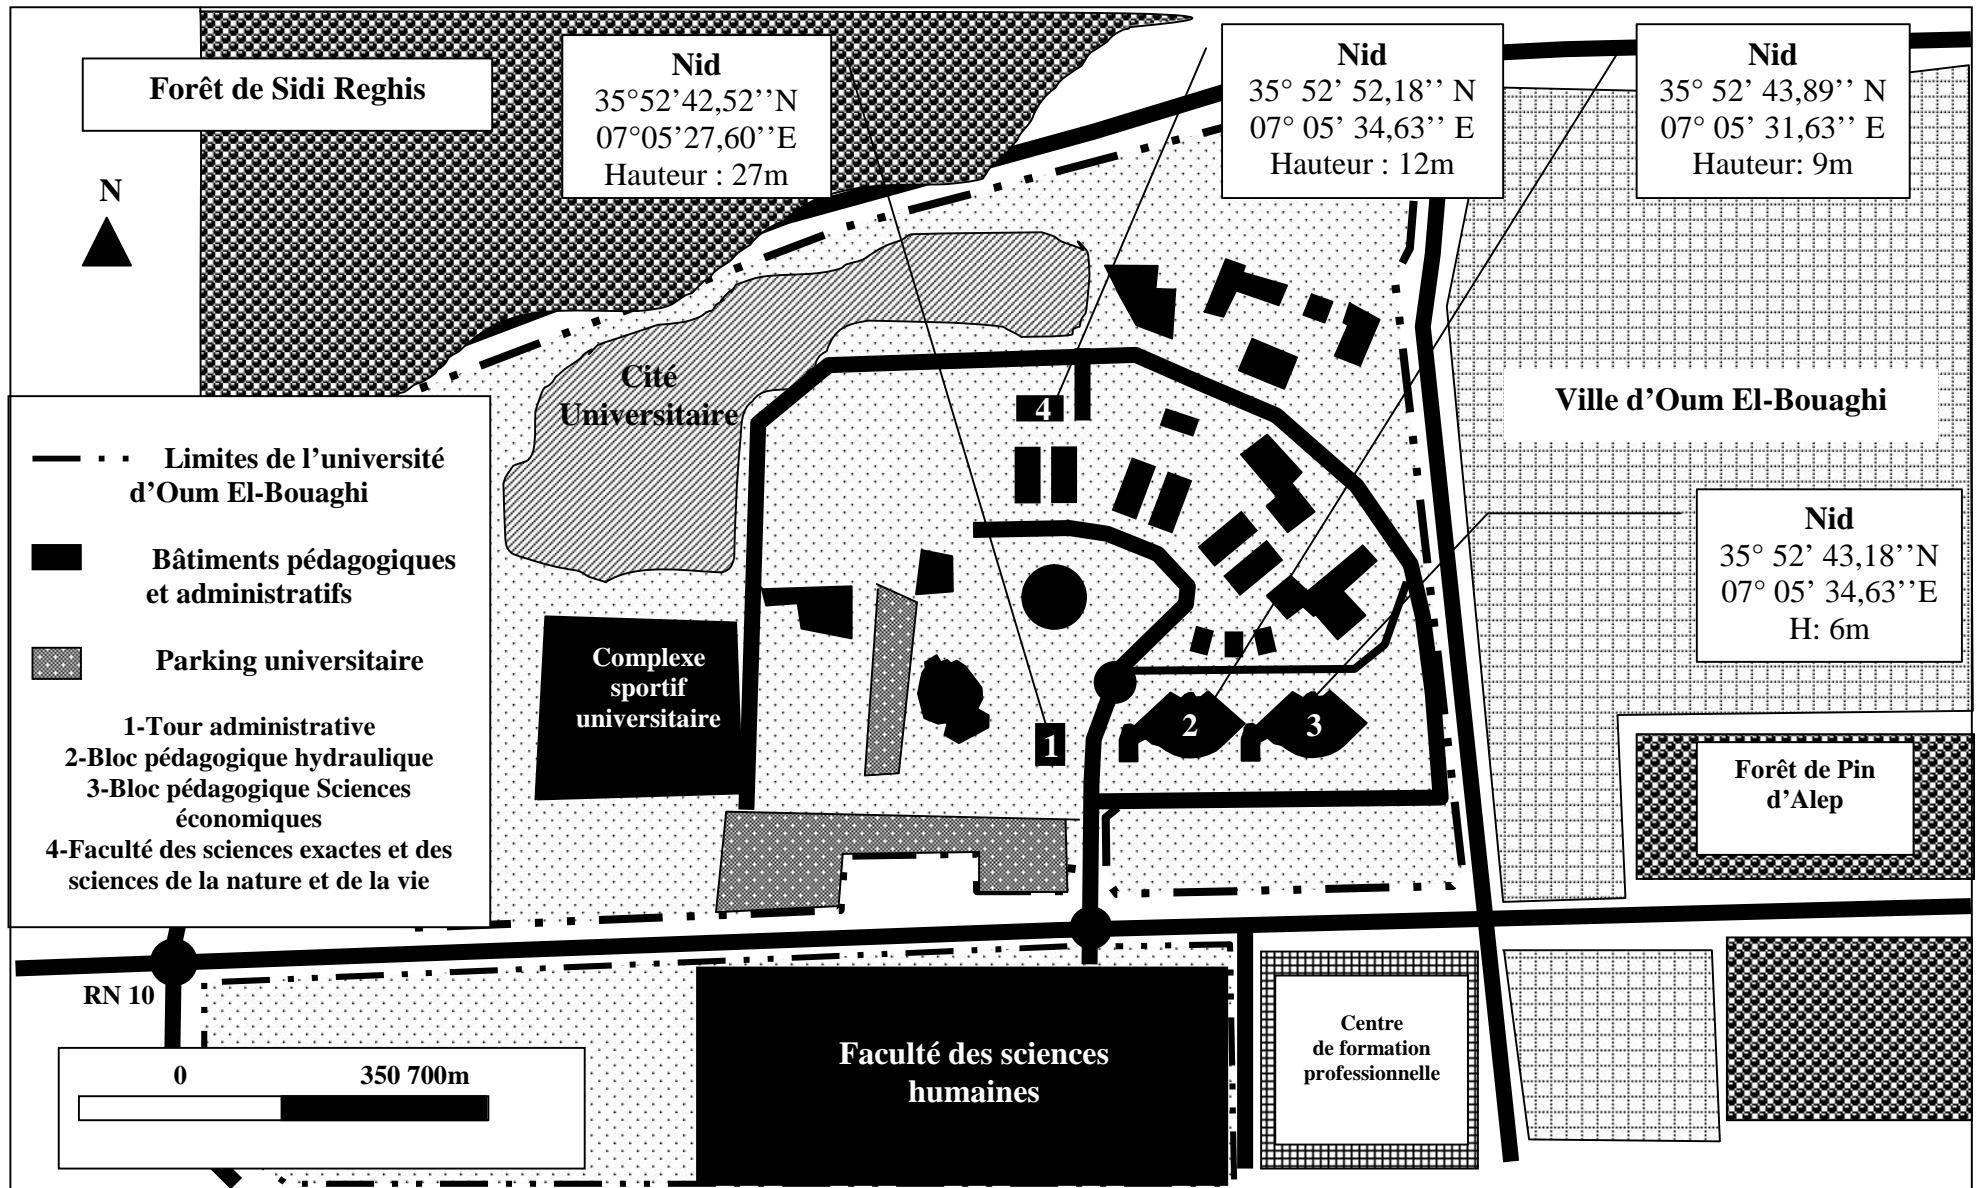 Forêt de Sidi Reghis
N
Nid
35°52’42,52’’N
07°05’27,60’’E
Hauteur : 27m
Nid
35° 52’ 52,18’’ N
07° 05’ 34,63’’ E
Hauteur : 12m
Nid
35° 52’ 43,89’’ N
07° 05’ 31,63’’ E
Hauteur: 9m
Cité
Universitaire
4
Ville d’Oum El-Bouaghi
Nid
35° 52’ 43,18’’N
07° 05’ 34,63’’E
H: 6m
Limites de l’université
d’Oum El-Bouaghi
Bâtiments pédagogiques
et administratifs
Parking universitaire
1-Tour administrative
2-Bloc pédagogique hydraulique
3-Bloc pédagogique Sciences
économiques
4-Faculté des sciences exactes et des
sciences de la nature et de la vie
Complexe
sportif
universitaire
1
2
3
Forêt de Pin
d’Alep
RN 10
0 350 700m
Faculté des sciences
humaines
Centre
de formation
professionnelle